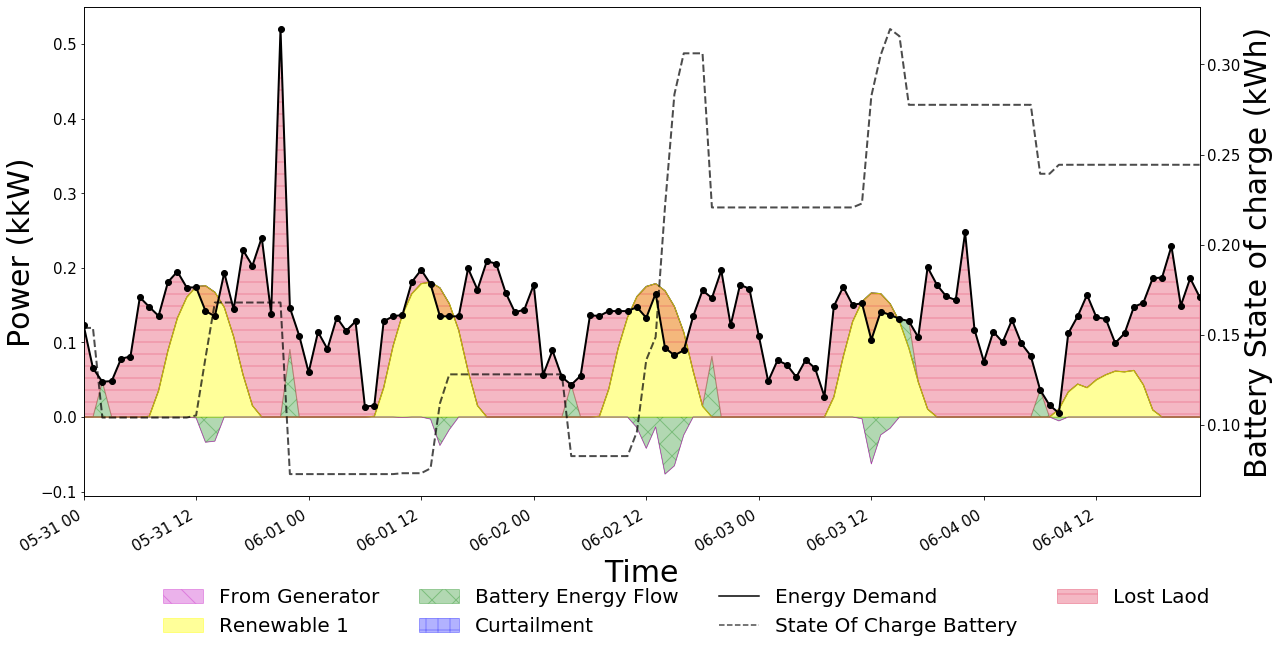 Power (kkW)
0.5
0.4
0.3
0.2
0.1
0.0
−0.1
0.30
0.25
0.20
0.15
0.10
Battery State of charge (kWh)
05-31 00
05-31 12
06-01 00
06-01 12
06-02 00
06-02 12
06-03 00
06-03 12
06-04 00
06-04 12
Time
From Generator
Battery Energy Flow
Energy Demand
Lost Laod
Renewable 1
Curtailment
State Of Charge Battery